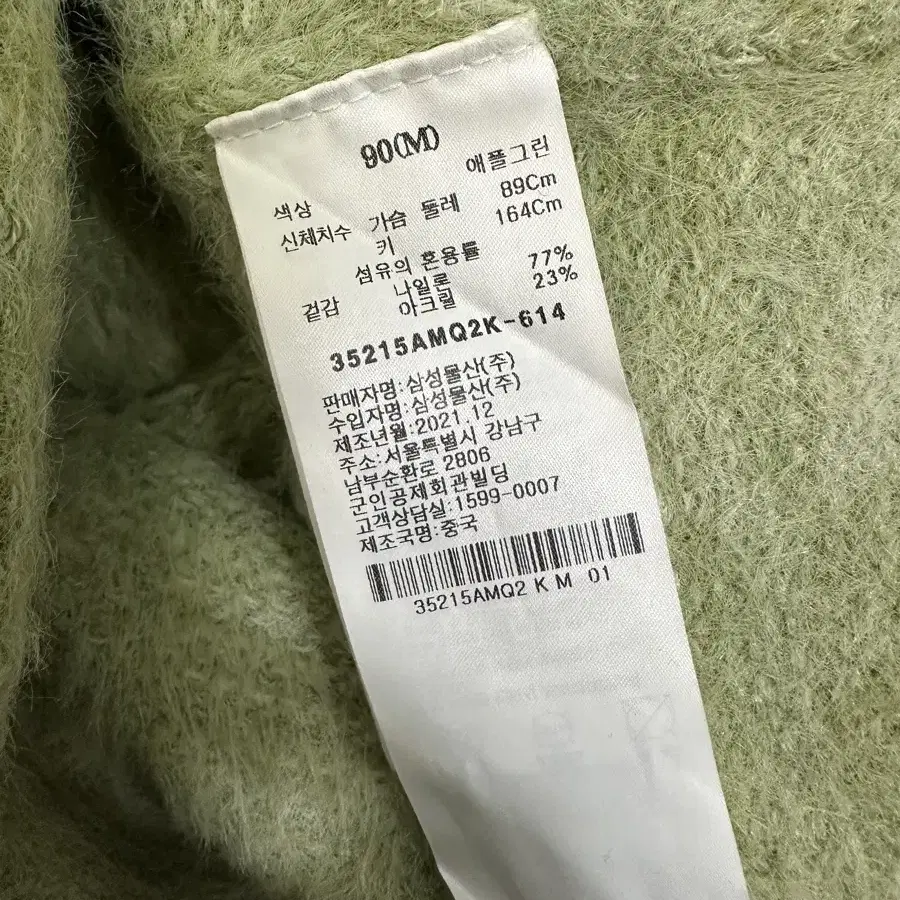 90(M)
색상 애플그린
신체치수 가슴 둘레 89Cm
키 164Cm
섬유의 혼용률
겉감 나일론 77%
아크릴 23%
35215AMQ2K-614
판매자명:삼성물산(주)
수입자명:삼성물산(주)
제조년월:2021.12
주소:서울특별시 강남구
남부순환로 2806
군인공제회관빌딩
고객상담실:1599-0007
제조국명:중국
35215AMQ2 K M 01